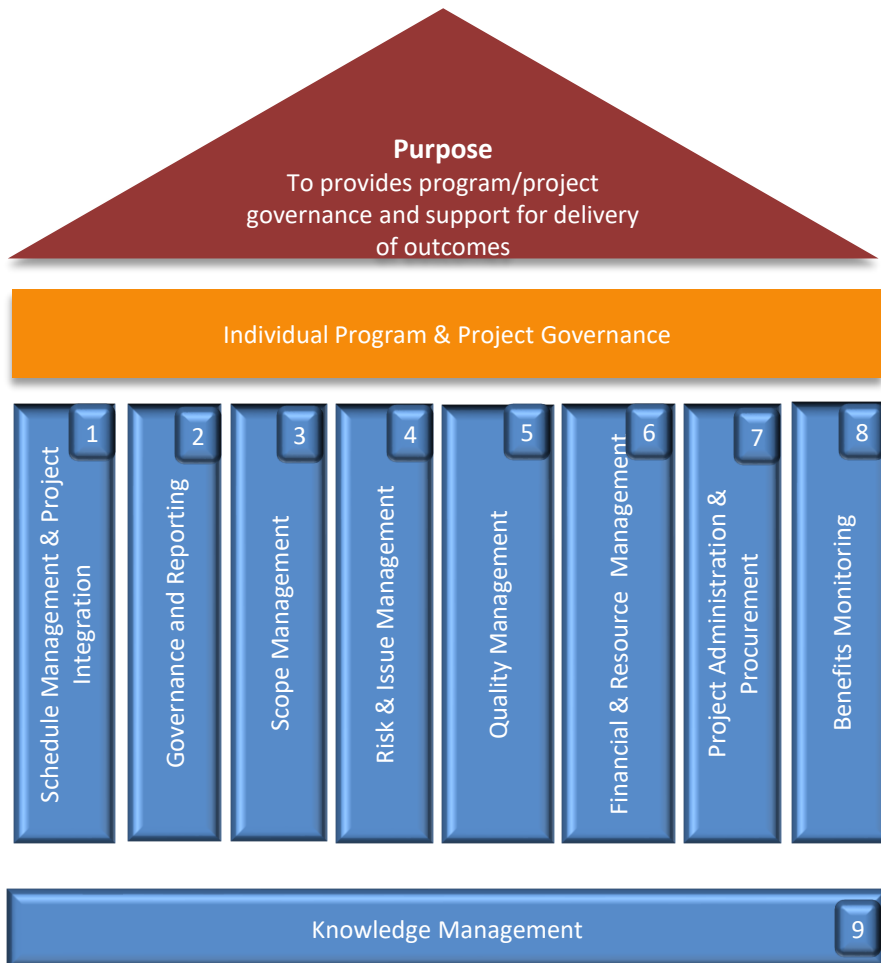 Purpose
To provides program/project
governance and support for delivery
of outcomes
Individual Program & Project Governance
1
Schedule Management & Project
Integration
2
Governance and Reporting
3
Scope Management
4
Risk & Issue Management
5
Quality Management
6
Financial & Resource Management
7
Project Administration &
Procurement
8
Benefits Monitoring
Knowledge Management
9